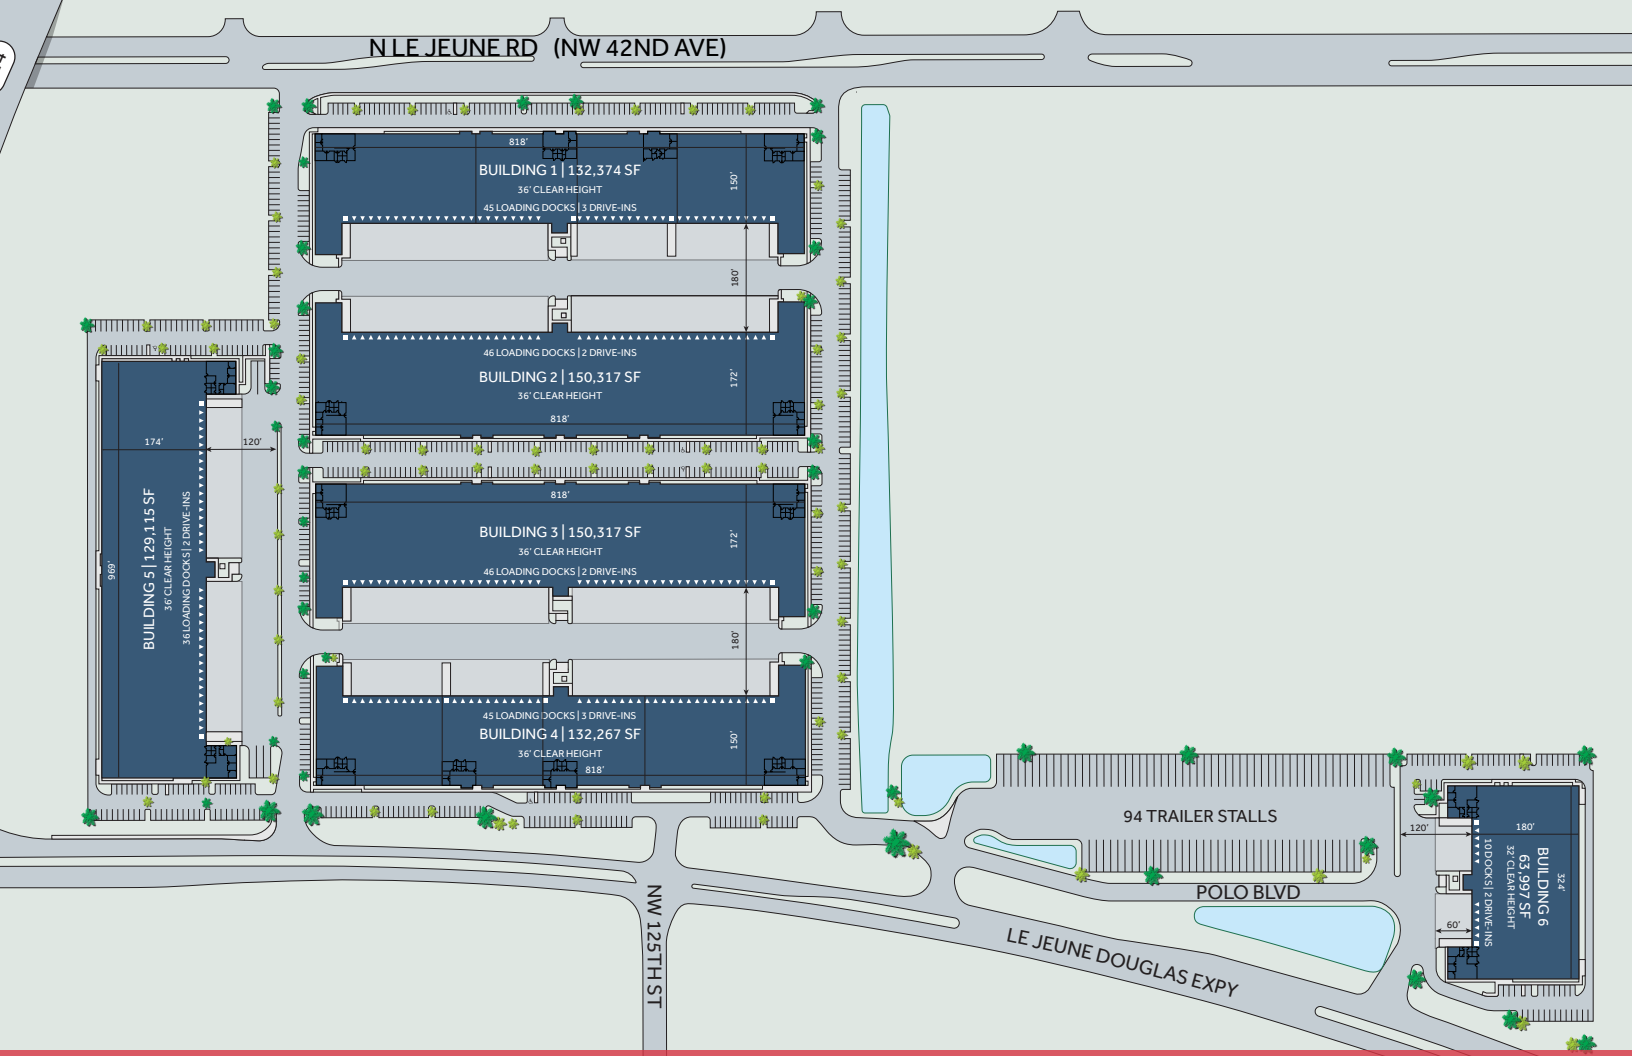 N LE JEUNE RD (NW 42ND AVE)
818'
BUILDING 1 | 132,374 SF
36' CLEAR HEIGHT
45 LOADING DOCKS | 3 DRIVE-INS
150'
180'
46 LOADING DOCKS | 2 DRIVE-INS
BUILDING 2 | 150,317 SF
36' CLEAR HEIGHT
818'
172'
174'
120'
BUILDING 5 | 129,115 SF
36' CLEAR HEIGHT
36 LOADING DOCKS | 2 DRIVE-INS
969'
818'
BUILDING 3 | 150,317 SF
36' CLEAR HEIGHT
46 LOADING DOCKS | 2 DRIVE-INS
172'
180'
45 LOADING DOCKS | 3 DRIVE-INS
BUILDING 4 | 132,267 SF
36' CLEAR HEIGHT
818'
150'
94 TRAILER STALLS
120'
180'
BUILDING 6
63,997 SF
32' CLEAR HEIGHT
10 DOCKS | 2 DRIVE-INS
324'
60'
POLO BLVD
LE JEUNE DOUGLAS EXPY
NW 125TH ST